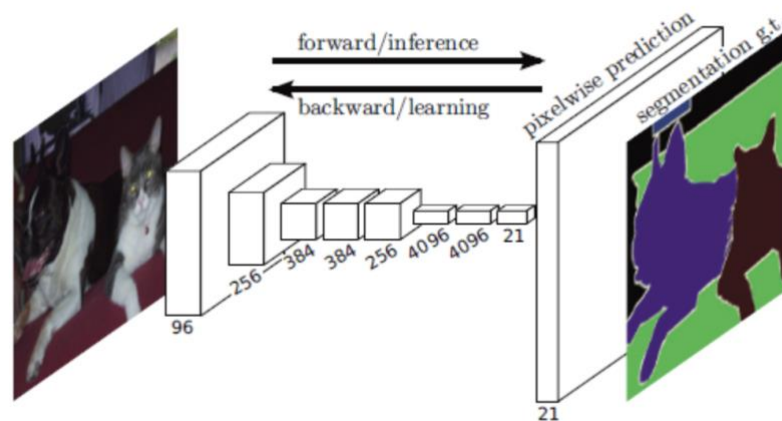 forward/inference
backward/learning
pixelwise prediction
segmentation g.t.
96
256
384
384
256
4096
4096
21
21